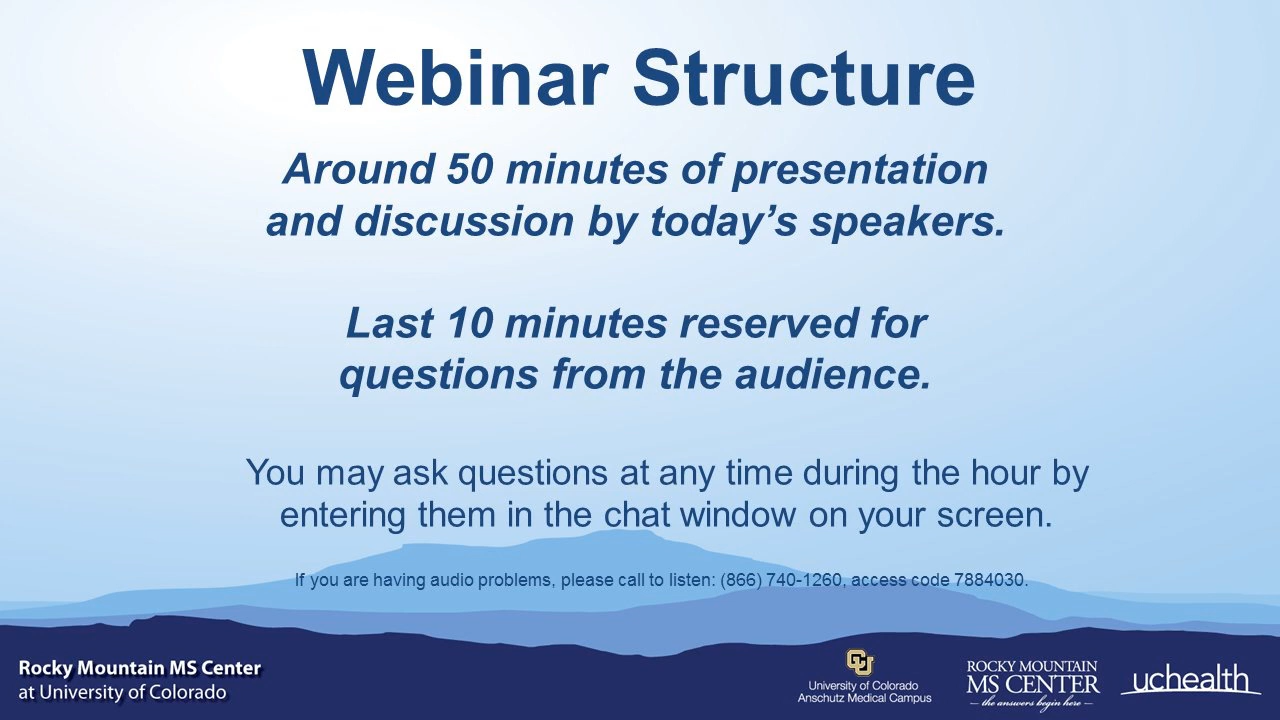 Webinar Structure
Around 50 minutes of presentation
and discussion by today’s speakers.
Last 10 minutes reserved for
questions from the audience.
You may ask questions at any time during the hour by
entering them in the chat window on your screen.
If you are having audio problems, please call to listen: (866) 740-1260, access code 7884030.
Rocky Mountain MS Center
at University of Colorado
CU
University of Colorado
Anschutz Medical Campus
ROCKY MOUNTAIN
MS CENTER
— the answers begin here —
uchealth